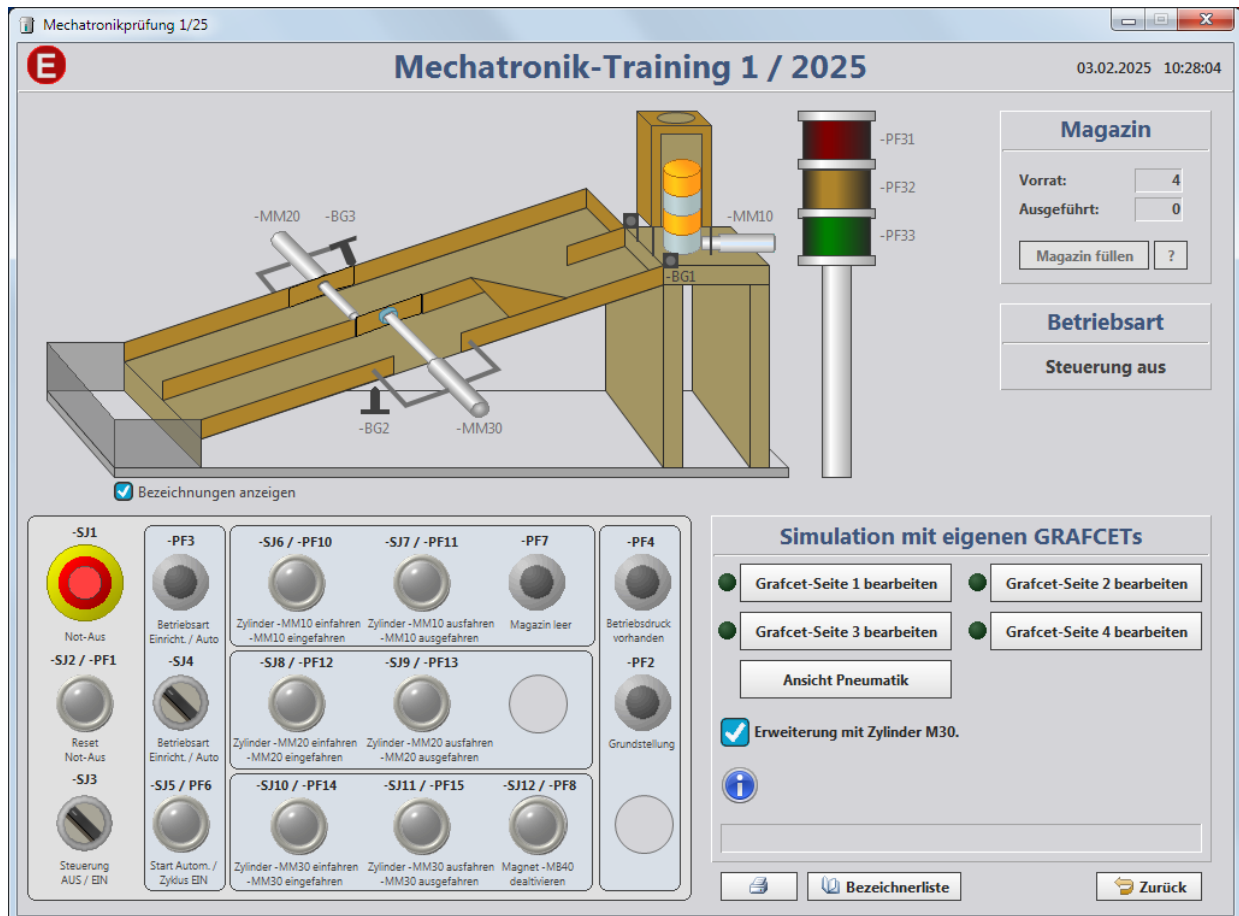 Mechatronikprüfung 1/25
E
Mechatronik-Training 1 / 2025
03.02.2025 10:28:04
-PF31
-PF32
-PF33
-MM20
-BG3
-MM10
-BG1
-BG2
-MM30
Bezeichnungen anzeigen
Magazin
Vorrat: 4
Ausgeführt: 0
Magazin füllen
?
Betriebsart
Steuerung aus
-SJ1
Not-Aus
-SJ2 / -PF1
Reset
Not-Aus
-SJ3
Steuerung
AUS / EIN
-PF3
Betriebsart
Einricht. / Auto
-SJ4
Betriebsart
Einricht. / Auto
-SJ5 / PF6
Start Autom. /
Zyklus EIN
-SJ6 / -PF10
Zylinder -MM10 einfahren
-MM10 eingefahren
-SJ7 / -PF11
Zylinder -MM10 ausfahren
-MM10 ausgefahren
-PF7
Magazin leer
-SJ8 / -PF12
Zylinder -MM20 einfahren
-MM20 eingefahren
-SJ9 / -PF13
Zylinder -MM20 ausfahren
-MM20 ausgefahren
-SJ10 / -PF14
Zylinder -MM30 einfahren
-MM30 eingefahren
-SJ11 / -PF15
Zylinder -MM30 ausfahren
-MM30 ausgefahren
-SJ12 / -PF8
Magnet -MB40
dealtivieren
-PF4
Betriebsdruck
vorhanden
-PF2
Grundstellung
Simulation mit eigenen GRAFCETs
Grafcet-Seite 1 bearbeiten
Grafcet-Seite 2 bearbeiten
Grafcet-Seite 3 bearbeiten
Grafcet-Seite 4 bearbeiten
Ansicht Pneumatik
Erweiterung mit Zylinder M30.
Bezeichnerliste
Zurück